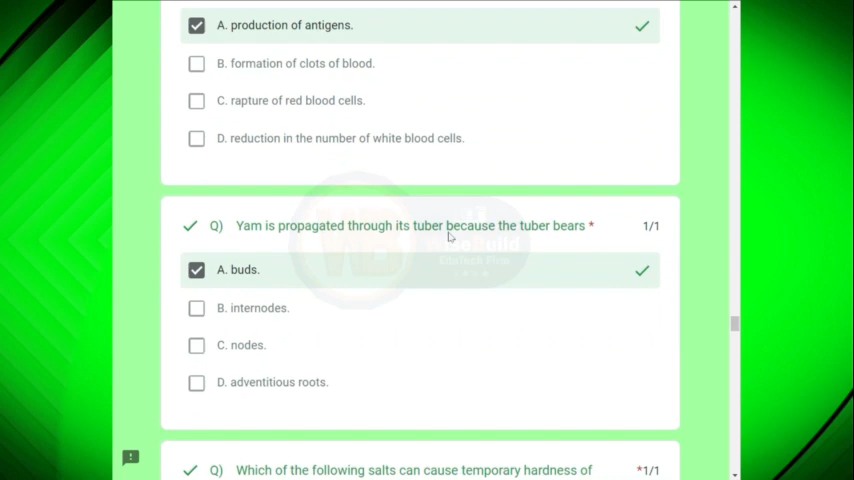 A. production of antigens.
B. formation of clots of blood.
C. rapture of red blood cells.
D. reduction in the number of white blood cells.
Q) Yam is propagated through its tuber because the tuber bears * 1/1
A. buds.
B. internodes.
C. nodes.
D. adventitious roots.
Q) Which of the following salts can cause temporary hardness of *1/1